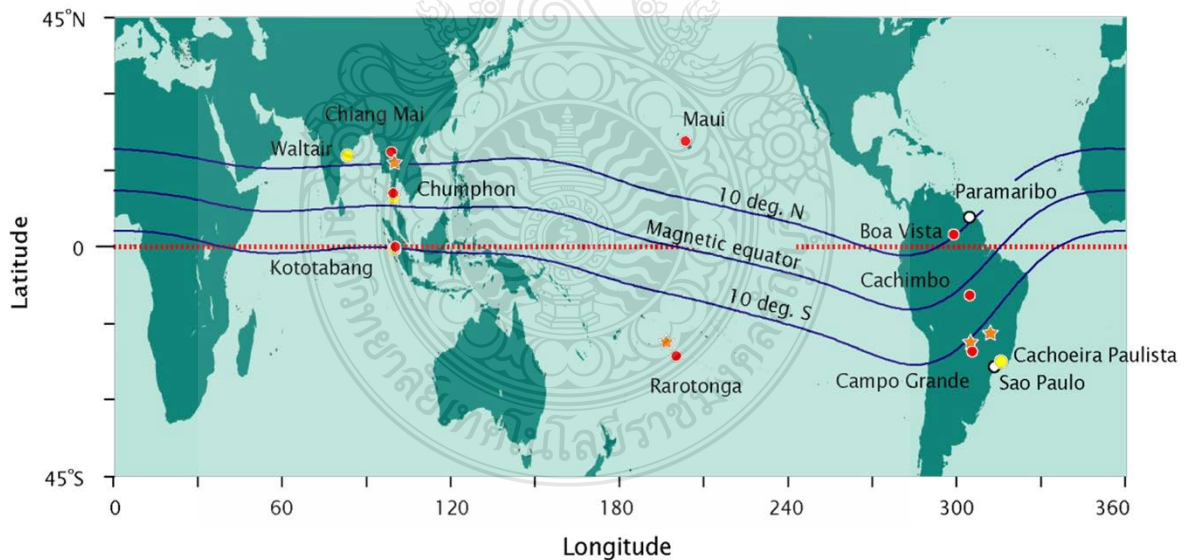 45°N
Chiang Mai
Maui
Waltair
Chumphon
10 deg. N
Paramaribo
Boa Vista
Magnetic equator
0
Kototabang
Cachimbo
10 deg. S
Latitude
Cachoeira Paulista
Rarotonga
Campo Grande
Sao Paulo
45°S
0 60 120 180 240 300 360
Longitude